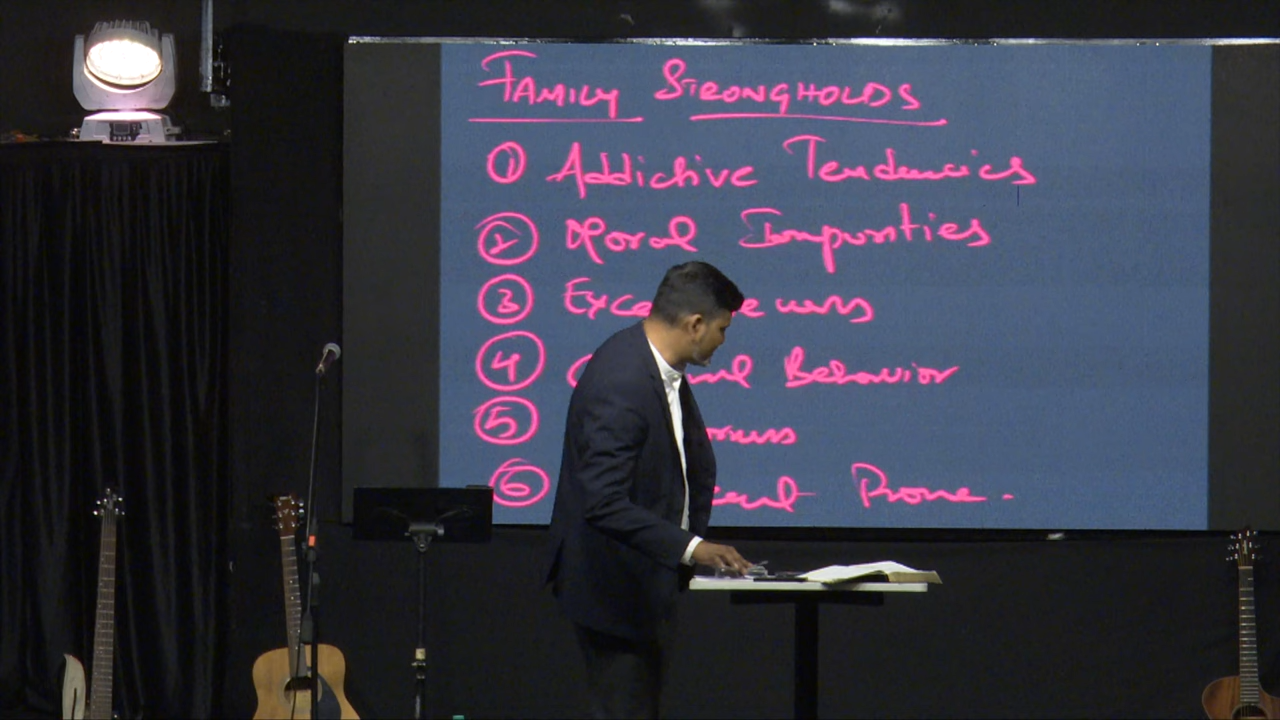 FAMILY STRONGHOLDS
① Addictive Tendencies
② Moral Impurities
③
④ Behavior
⑤
⑥ Prone.